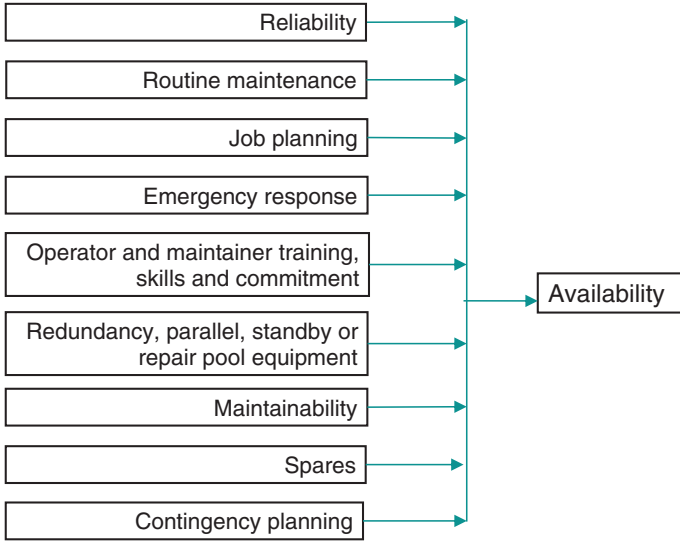 Reliability
Routine maintenance
Job planning
Emergency response
Operator and maintainer training,
skills and commitment
Availability
Redundancy, parallel, standby or
repair pool equipment
Maintainability
Spares
Contingency planning